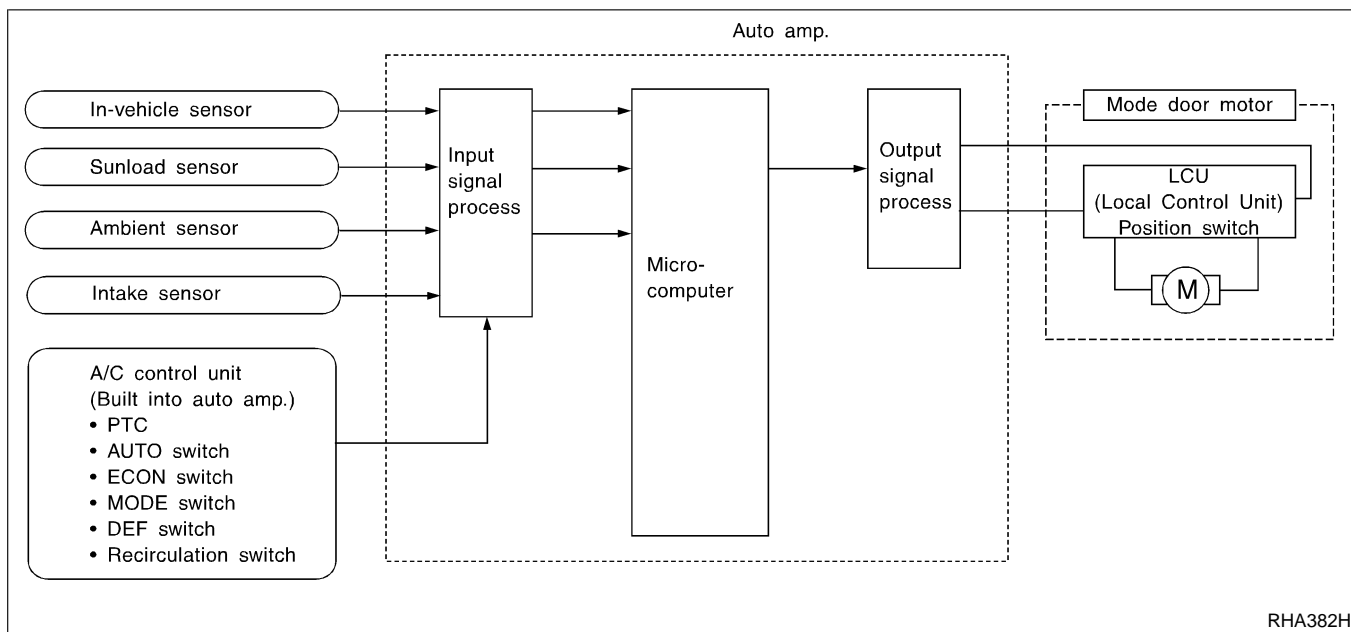 Auto amp.
In-vehicle sensor
Sunload sensor
Ambient sensor
Intake sensor
A/C control unit
(Built into auto amp.)
• PTC
• AUTO switch
• ECON switch
• MODE switch
• DEF switch
• Recirculation switch
Input
signal
process
Micro-
computer
Output
signal
process
Mode door motor
LCU
(Local Control Unit)
Position switch
M
RHA382H